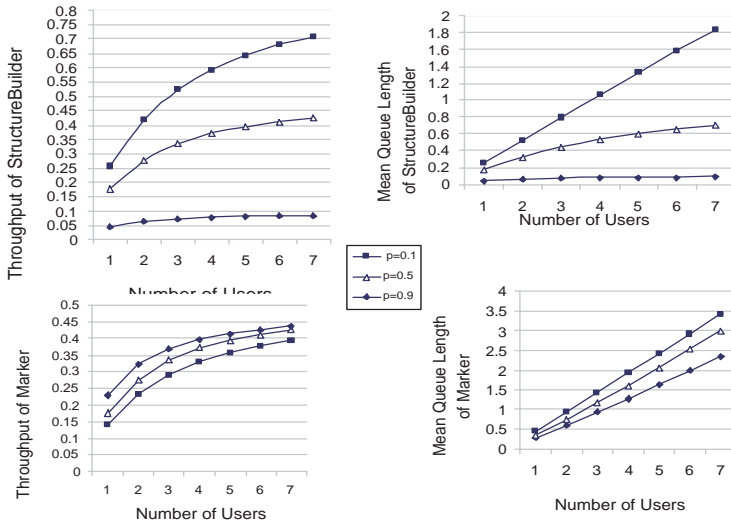 Throughput of StructureBuilder
0.8
0.75
0.7
0.65
0.6
0.55
0.5
0.45
0.4
0.35
0.3
0.25
0.2
0.15
0.1
0.05
0
1 2 3 4 5 6 7
Number of Users
Mean Queue Length
of StructureBuilder
2
1.8
1.6
1.4
1.2
1
0.8
0.6
0.4
0.2
0
1 2 3 4 5 6 7
Number of Users
p=0.1
p=0.5
p=0.9
Throughput of Marker
0.5
0.45
0.4
0.35
0.3
0.25
0.2
0.15
0.1
0.05
0
1 2 3 4 5 6 7
Number of Users
Mean Queue Length
of Marker
4
3.5
3
2.5
2
1.5
1
0.5
0
1 2 3 4 5 6 7
Number of Users